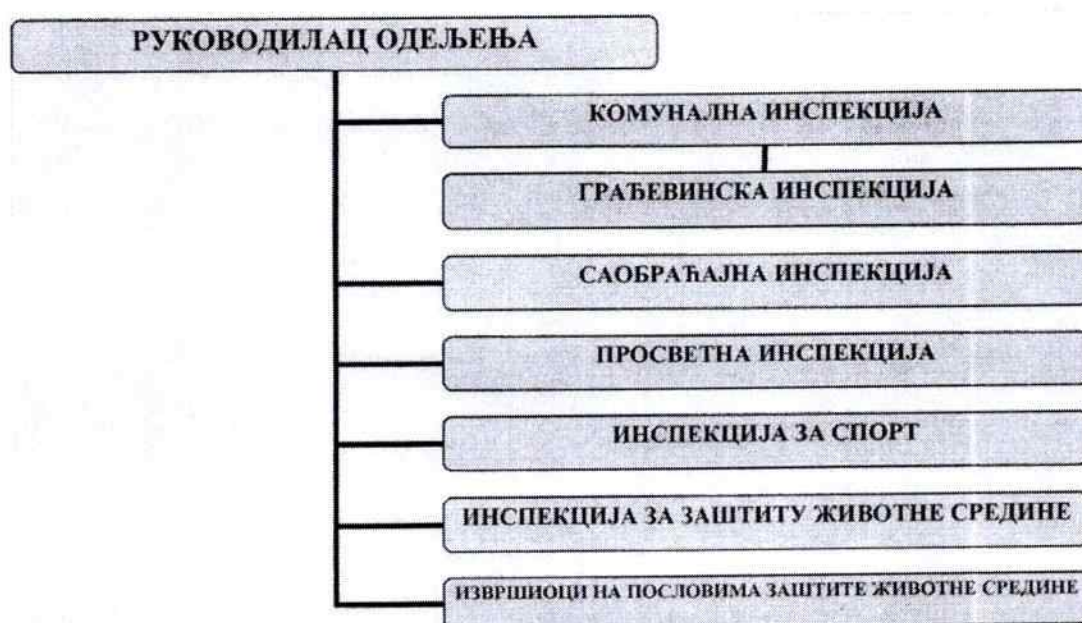 РУКОВОДИЛАЦ ОДЕЉЕЊА
КОМУНАЛНА ИНСПЕКЦИЈА
ГРАЂЕВИНСКА ИНСПЕКЦИЈА
САОБРАЋАЈНА ИНСПЕКЦИЈА
ПРОСВЕТНА ИНСПЕКЦИЈА
ИНСПЕКЦИЈА ЗА СПОРТ
ИНСПЕКЦИЈА ЗА ЗАШТИТУ ЖИВОТНЕ СРЕДИНЕ
ИЗВРШИОЦИ НА ПОСЛОВИМА ЗАШТИТЕ ЖИВОТНЕ СРЕДИНЕ